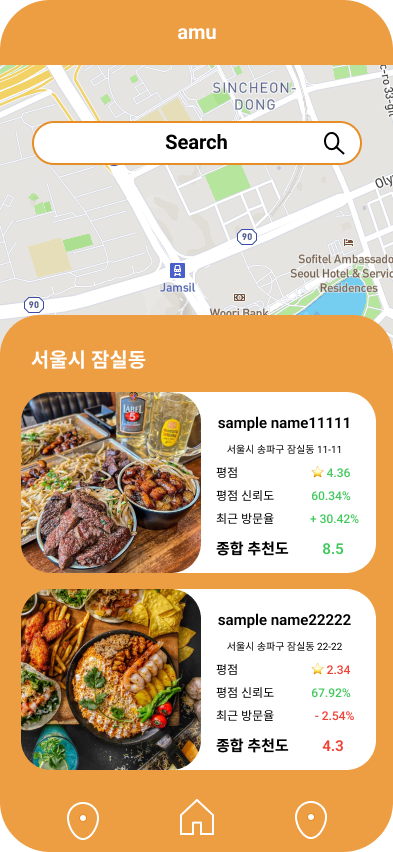 amu
SINCHEON-
DONG
Search
90
Sofitel Ambassado
Seoul Hotel & Servic
Residences
Jamsil
90
Woori Bank
서울시 잠실동
LABEL
5
sample name11111
서울시 송파구 잠실동 11-11
평점 4.36
평점 신뢰도 60.34%
최근 방문율 + 30.42%
종합 추천도 8.5
sample name22222
서울시 송파구 잠실동 22-22
평점 2.34
평점 신뢰도 67.92%
최근 방문율 - 2.54%
종합 추천도 4.3